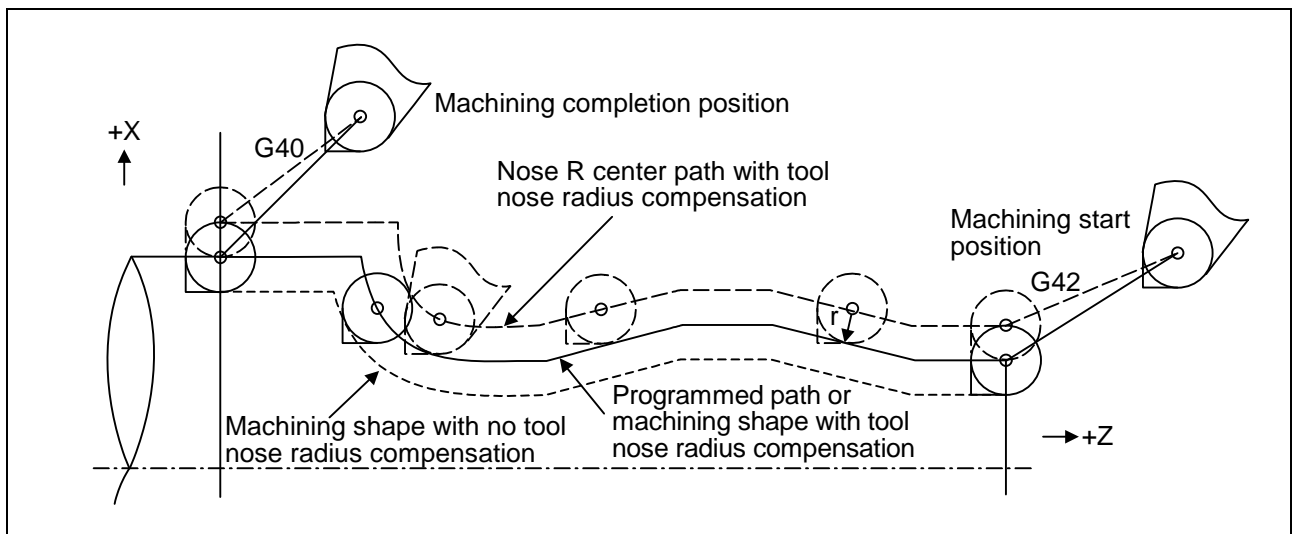 Machining completion position
+X
G40
Nose R center path with tool
nose radius compensation
Machining start
position
G42
r
Programmed path or
machining shape with tool
nose radius compensation
Machining shape with no tool
nose radius compensation
+Z